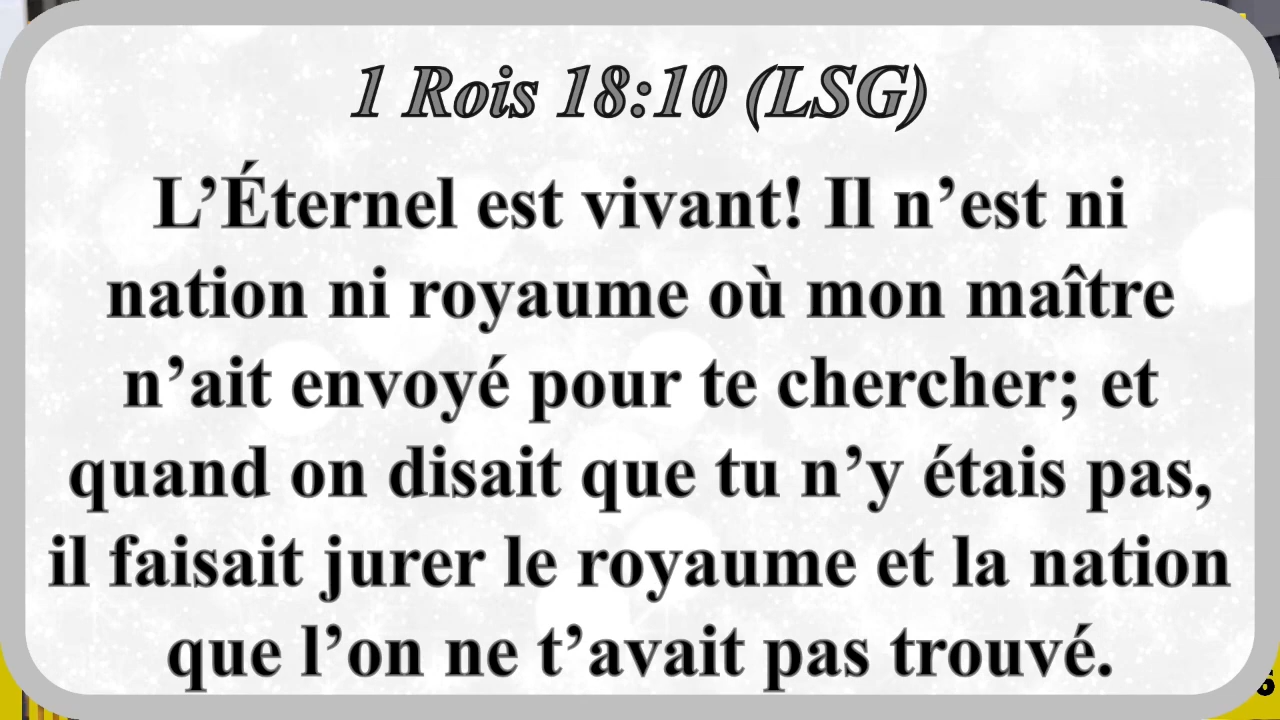 1 Rois 18:10 (LSG)
L’Éternel est vivant! Il n’est ni
nation ni royaume où mon maître
n’ait envoyé pour te chercher; et
quand on disait que tu n’y étais pas,
il faisait jurer le royaume et la nation
que l’on ne t’avait pas trouvé.